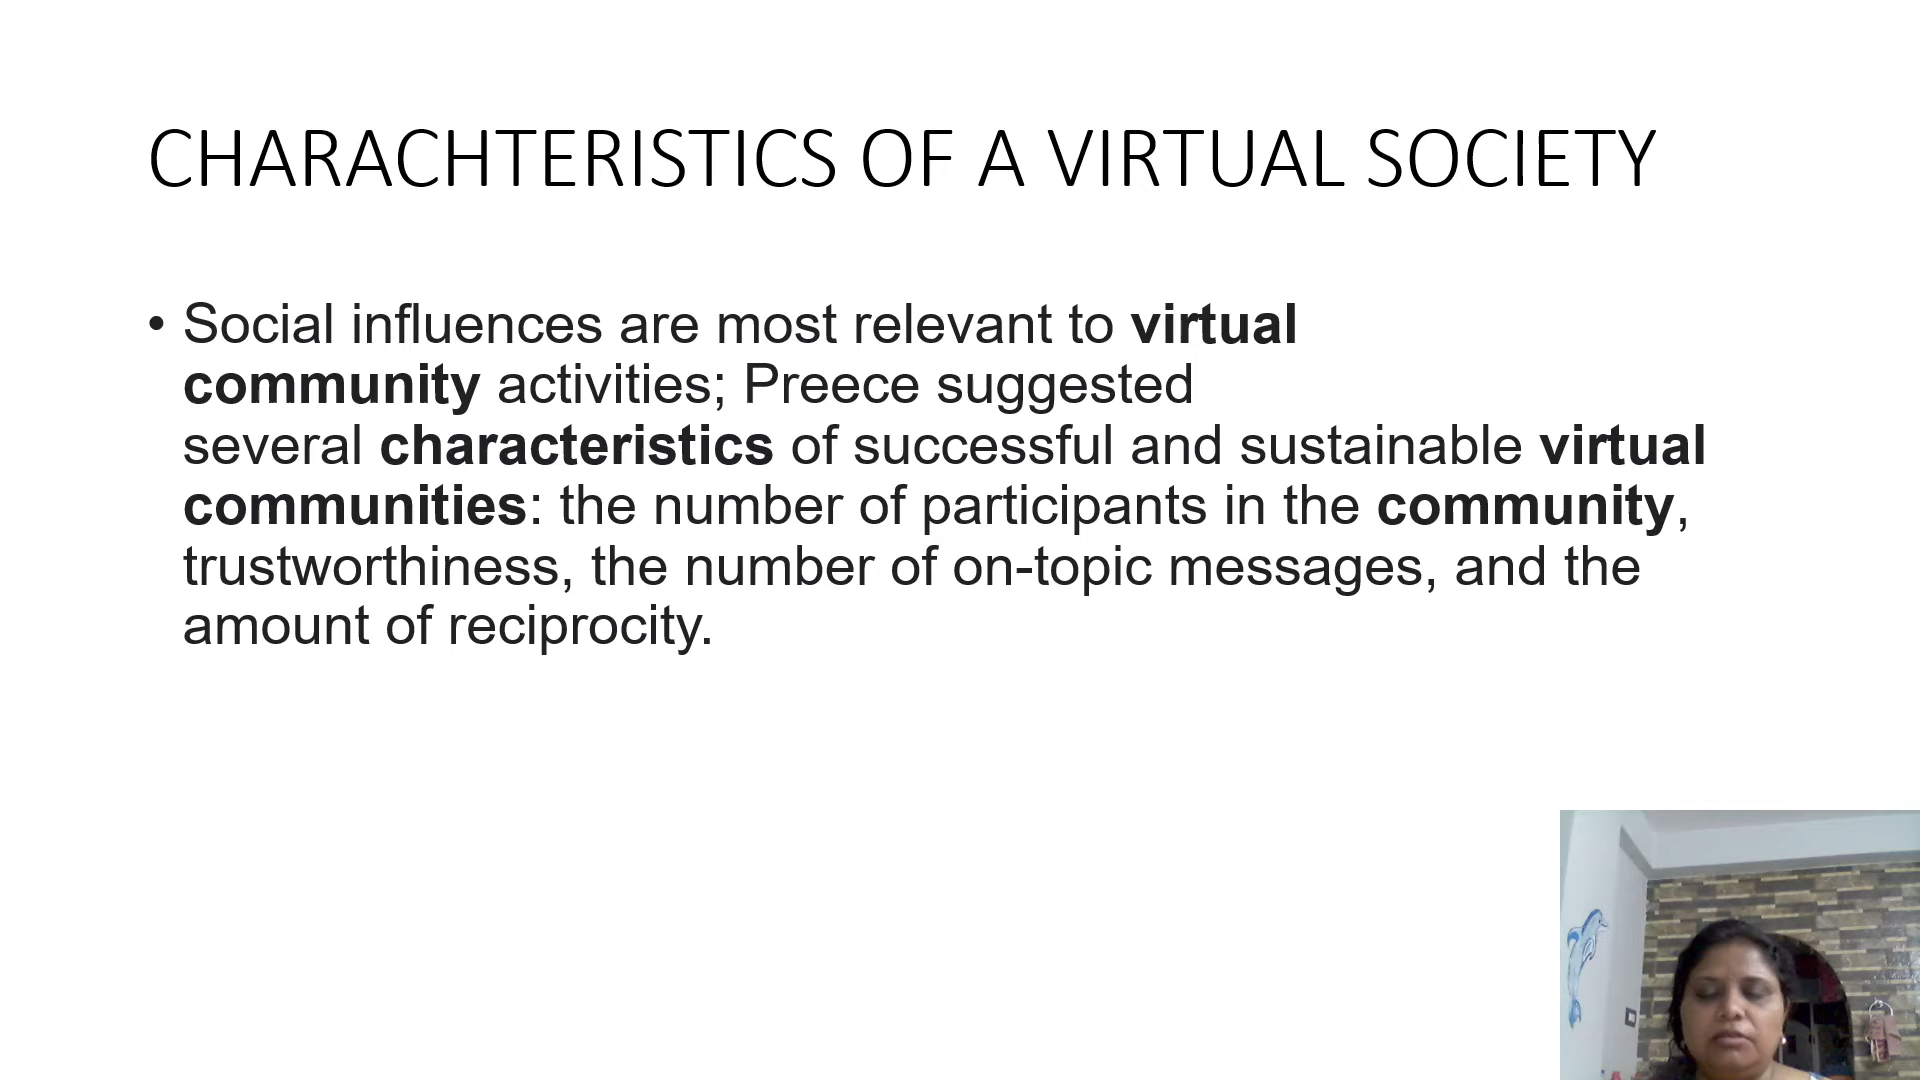 CHARACHTERISTICS OF A VIRTUAL SOCIETY
• Social influences are most relevant to virtual
community activities; Preece suggested
several characteristics of successful and sustainable virtual
communities: the number of participants in the community,
trustworthiness, the number of on-topic messages, and the
amount of reciprocity.